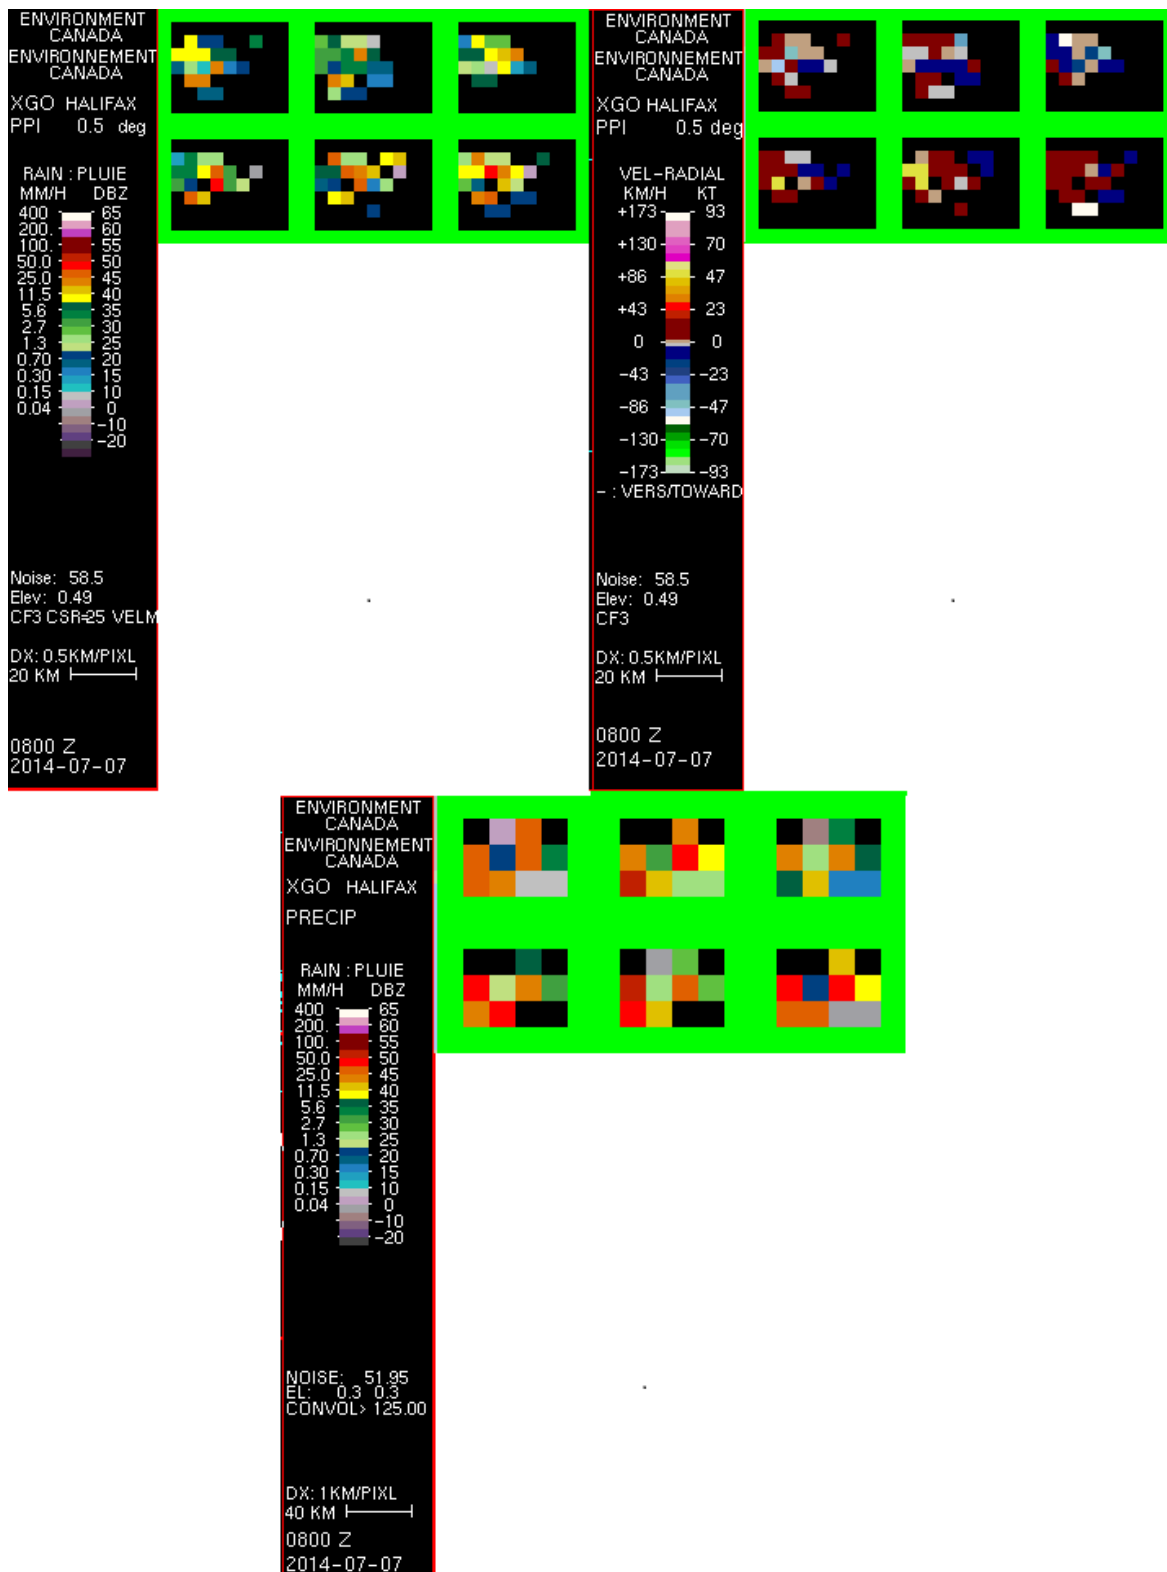 ENVIRONMENT
CANADA
ENVIRONNEMENT
CANADA
XGO HALIFAX
PPI 0.5 deg
RAIN : PLUIE
MM/H DBZ
400 65
200. 60
100. 55
50.0 50
25.0 45
11.5 40
5.6 35
2.7 30
1.3 25
0.70 20
0.30 15
0.15 10
0.04 0
-10
-20
Noise: 58.5
Elev: 0.49
CF3 CSR=25 VELM
DX: 0.5KM/PIXL
20 KM
0800 Z
2014-07-07
ENVIRONMENT
CANADA
ENVIRONNEMENT
CANADA
XGO HALIFAX
PPI 0.5 deg
VEL-RADIAL
KM/H KT
+173 93
+130 70
+86 47
+43 23
0 0
-43 -23
-86 -47
-130 -70
-173 -93
- : VERS/TOWARD
Noise: 58.5
Elev: 0.49
CF3
DX: 0.5KM/PIXL
20 KM
0800 Z
2014-07-07
ENVIRONMENT
CANADA
ENVIRONNEMENT
CANADA
XGO HALIFAX
PRECIP
RAIN : PLUIE
MM/H DBZ
400 65
200. 60
100. 55
50.0 50
25.0 45
11.5 40
5.6 35
2.7 30
1.3 25
0.70 20
0.30 15
0.15 10
0.04 0
-10
-20
NOISE: 51.95
EL: 0.3 0.3
CONVOL> 125.00
DX: 1KM/PIXL
40 KM
0800 Z
2014-07-07